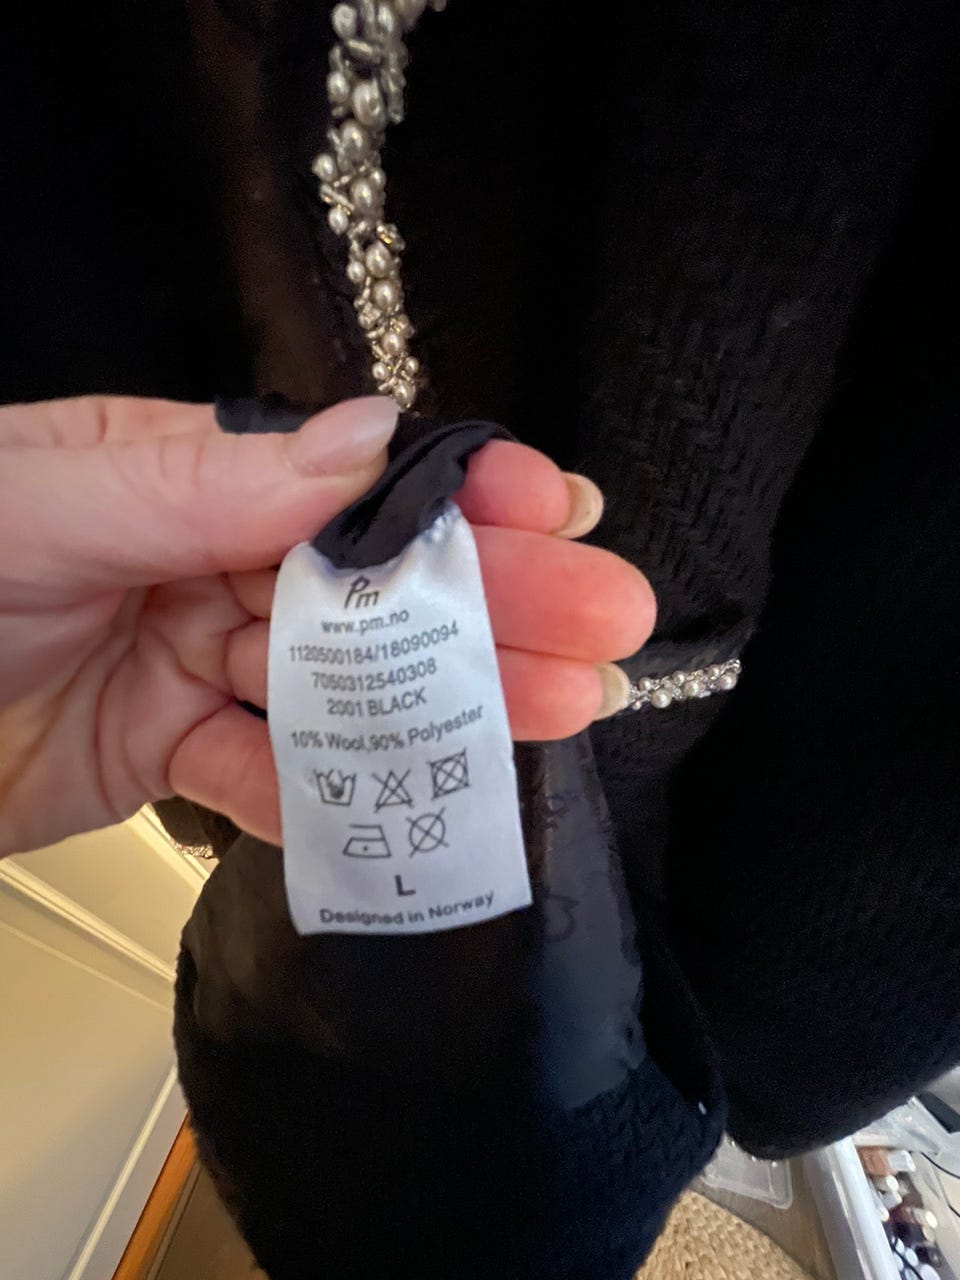 Pm
www.pm.no
1120500184/18090094
7050312540308
2001 BLACK
10% Wool,90% Polyester
L
Designed in Norway